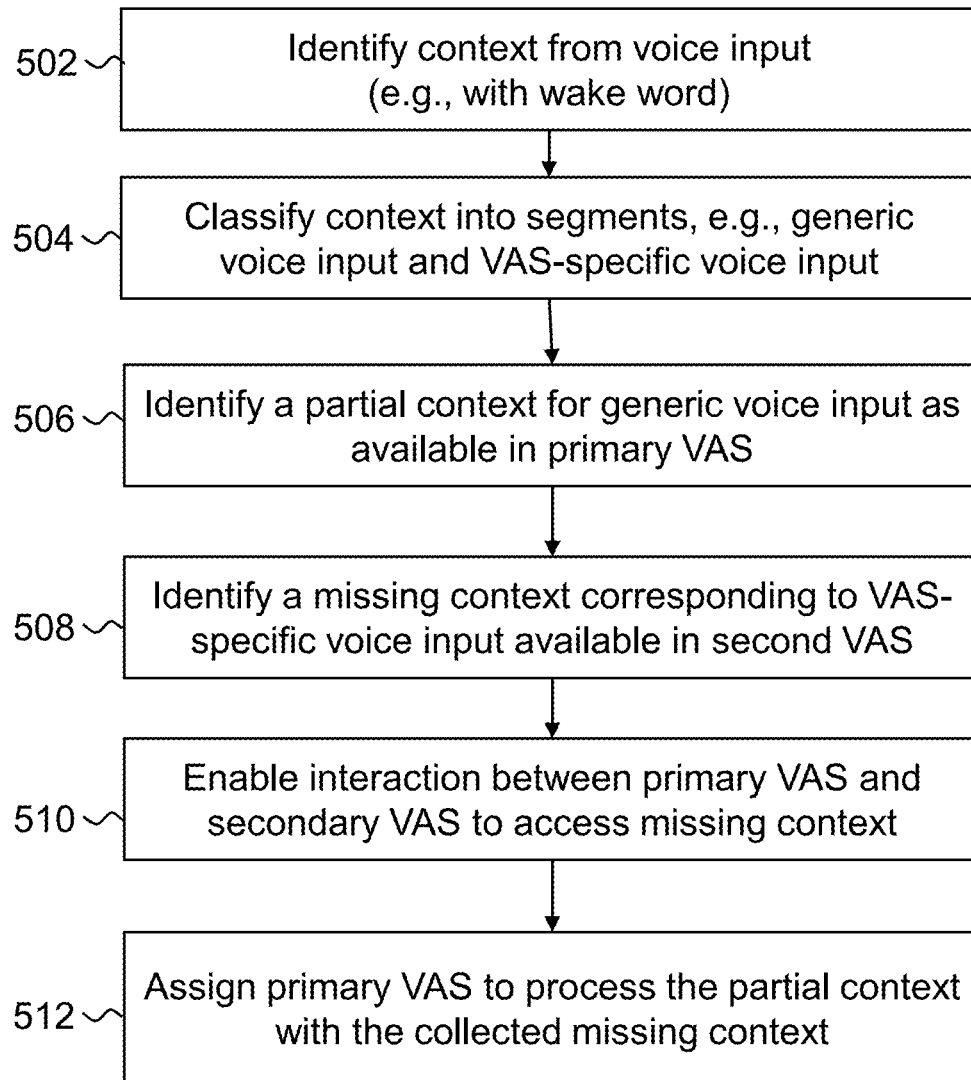 502
Identify context from voice input
(e.g., with wake word)
504
Classify context into segments, e.g., generic
voice input and VAS-specific voice input
506
Identify a partial context for generic voice input as
available in primary VAS
508
Identify a missing context corresponding to VAS-
specific voice input available in second VAS
510
Enable interaction between primary VAS and
secondary VAS to access missing context
512
Assign primary VAS to process the partial context
with the collected missing context